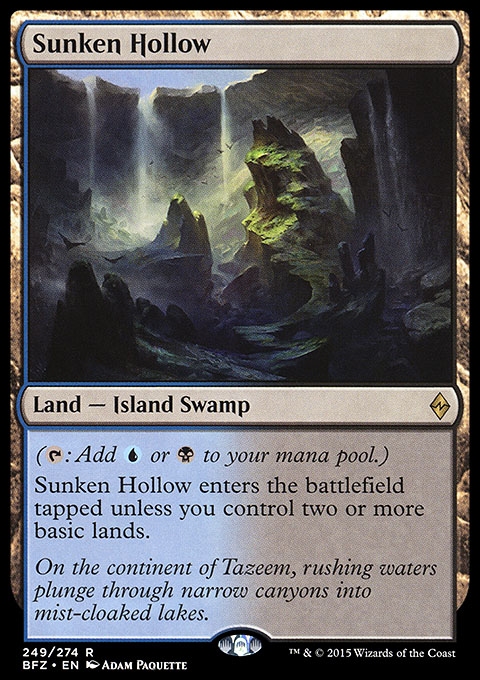 Sunken Hollow
Land — Island Swamp
( : Add or to your mana pool.)
Sunken Hollow enters the battlefield
tapped unless you control two or more
basic lands.
On the continent of Tazeem, rushing waters
plunge through narrow canyons into
mist-cloaked lakes.
249/274 R
BFZ • EN Adam Paquette
™ & © 2015 Wizards of the Coast